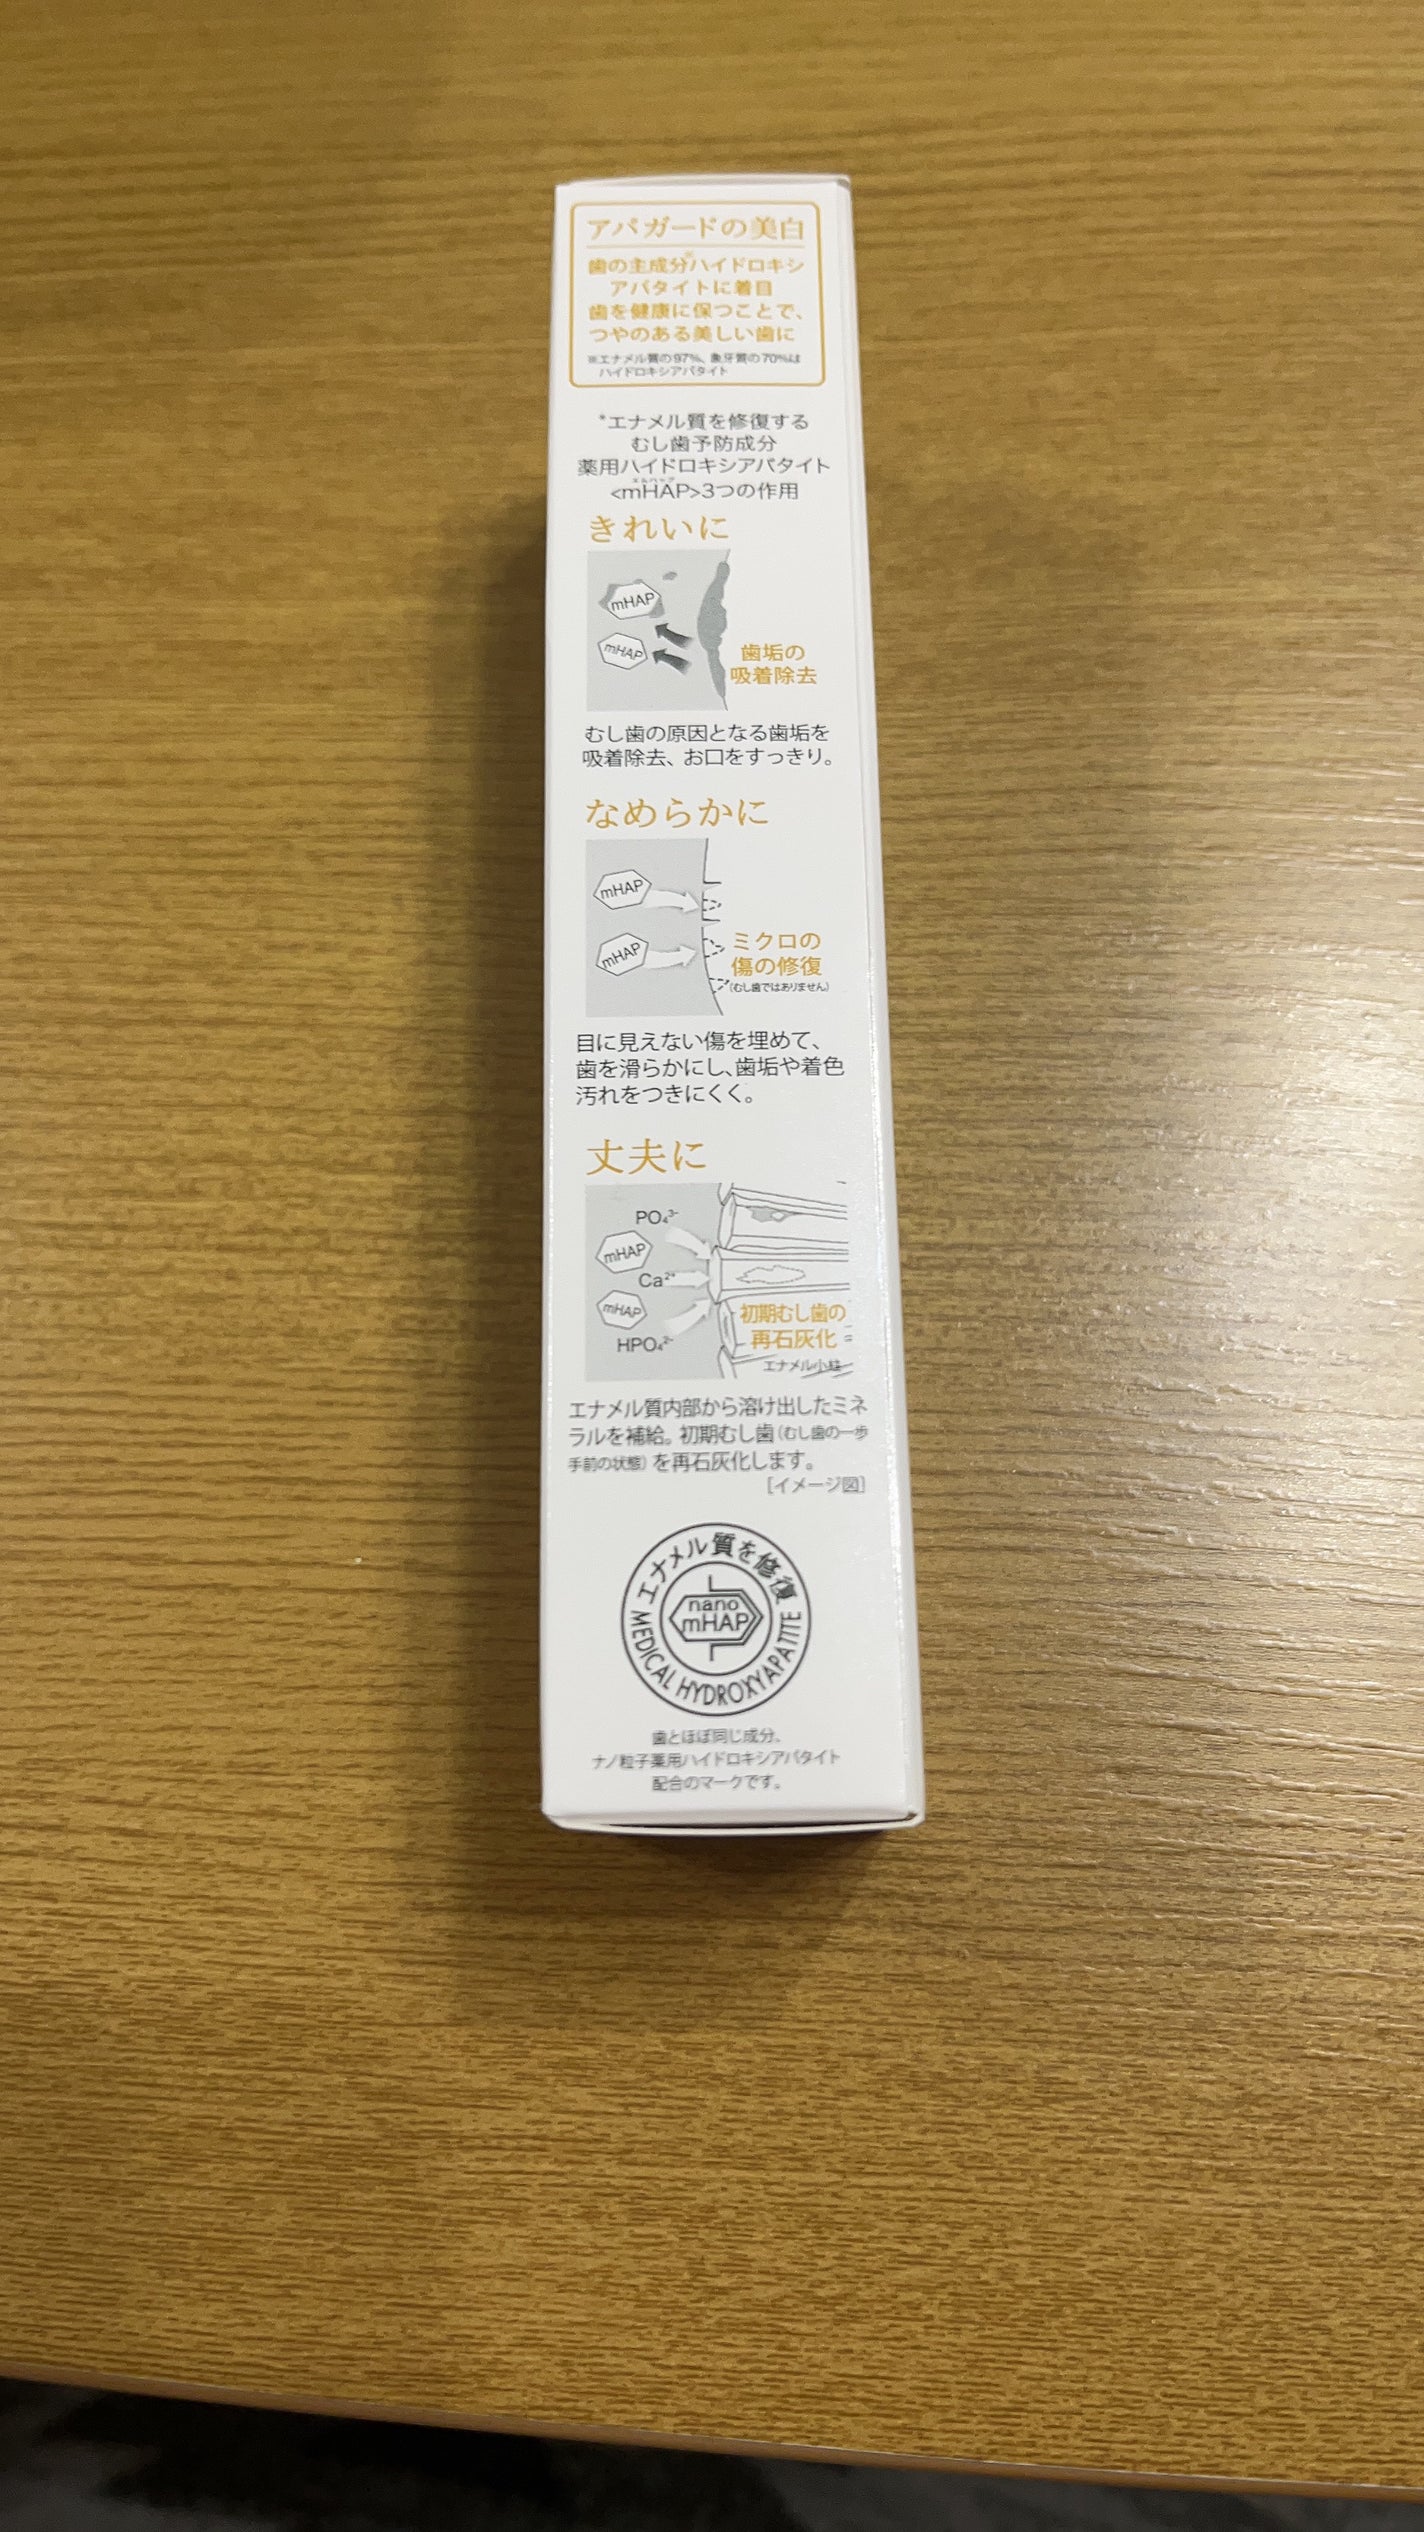 アパガードの美白
歯の主成分※ハイドロキシ
アパタイトに着目
歯を健康に保つことで、
つやのある美しい歯に
※エナメル質の97%、象牙質の70%は
ハイドロキシアパタイト
*エナメル質を修復する
むし歯予防成分
薬用ハイドロキシアパタイト
エムハップ
<mHAP>3つの作用
きれいに
mHAP
mHAP
歯垢の
吸着除去
むし歯の原因となる歯垢を
吸着除去、お口をすっきり。
なめらかに
mHAP
mHAP
ミクロの
傷の修復
(むし歯ではありません)
目に見えない傷を埋めて、
歯を滑らかにし、歯垢や着色
汚れをつきにくく。
丈夫に
PO₄³⁻
mHAP
Ca²⁺
mHAP
HPO₄²⁻
初期むし歯の
再石灰化
エナメル小柱
エナメル質内部から溶け出したミネ
ラルを補給。初期むし歯(むし歯の一歩
手前の状態)を再石灰化します。
[イメージ図]
エナメル質を修復
nano
mHAP
MEDICAL HYDROXYAPATITE
歯とほぼ同じ成分、
ナノ粒子薬用ハイドロキシアパタイト
配合のマークです。